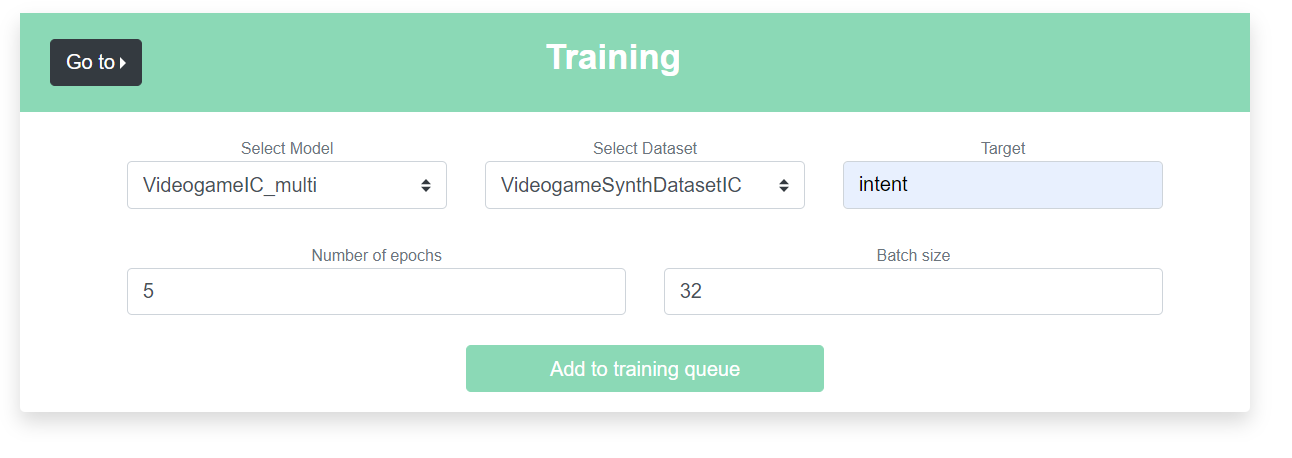 Go to
Training
Select Model
Select Dataset
Target
VideogameIC_multi
VideogameSynthDatasetIC
intent
Number of epochs
Batch size
5
32
Add to training queue